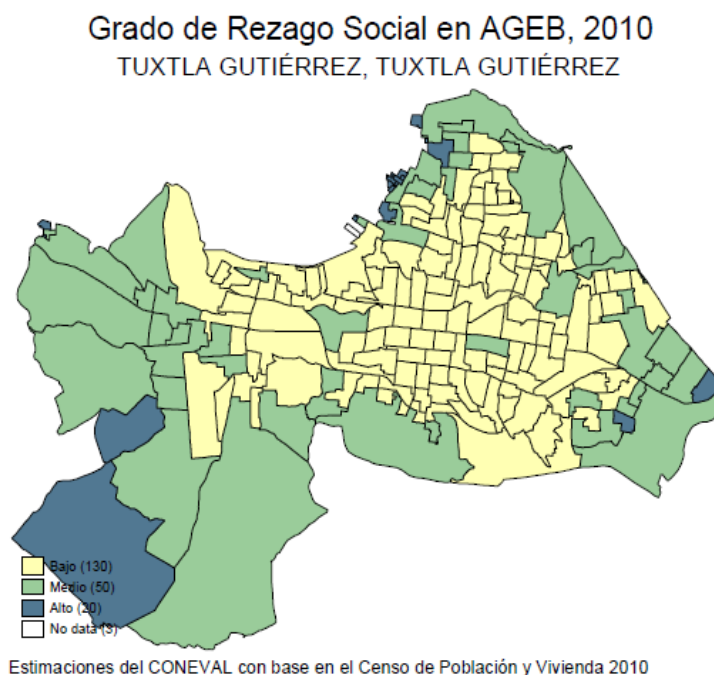 Grado de Rezago Social en AGEB, 2010
TUXTLA GUTIÉRREZ, TUXTLA GUTIÉRREZ
Bajo (130)
Medio (50)
Alto (20)
No data (3)
Estimaciones del CONEVAL con base en el Censo de Población y Vivienda 2010